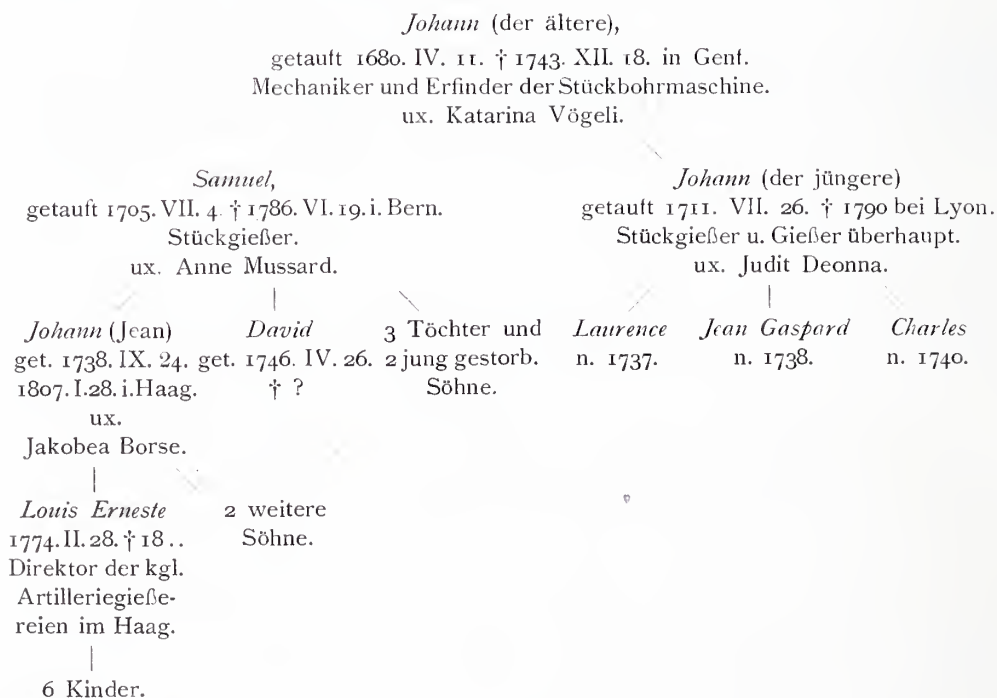 Johann (der ältere),
getauft 1680. IV. 11. † 1743. XII. 18. in Genf.
Mechaniker und Erfinder der Stückbohrmaschine.
ux. Katarina Vögeli.
Samuel,
getauft 1705. VII. 4. † 1786. VI. 19. i. Bern.
Stückgießer.
ux. Anne Mussard.
Johann (der jüngere)
getauft 1711. VII. 26. † 1790 bei Lyon.
Stückgießer u. Gießer überhaupt.
ux. Judit Deonna.
Johann (Jean)
get. 1738. IX. 24.
1807. I. 28. i. Haag.
ux.
Jakobea Borse.
David
get. 1746. IV. 26.
† ?
3 Töchter und
2 jung gestorb.
Söhne.
Laurence
n. 1737.
Jean Gaspard
n. 1738.
Charles
n. 1740.
Louis Erneste
1774. II. 28. † 18 ..
Direktor der kgl.
Artilleriegieße-
reien im Haag.
2 weitere
Söhne.
6 Kinder.